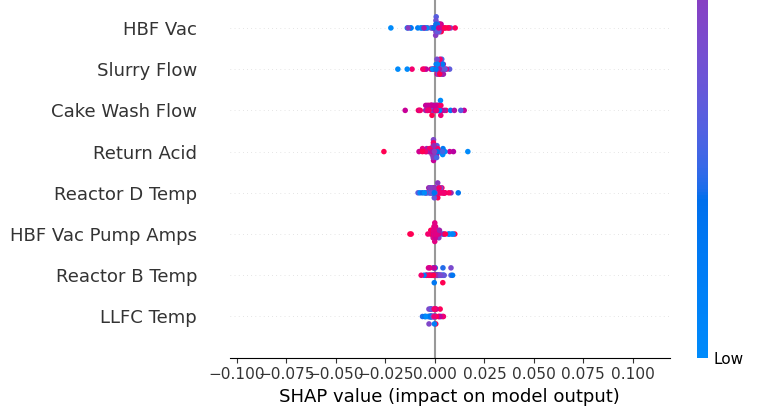 HBF Vac
Slurry Flow
Cake Wash Flow
Return Acid
Reactor D Temp
HBF Vac Pump Amps
Reactor B Temp
LLFC Temp
Low
−0.100 −0.075 −0.050 −0.025 0.000 0.025 0.050 0.075 0.100
SHAP value (impact on model output)